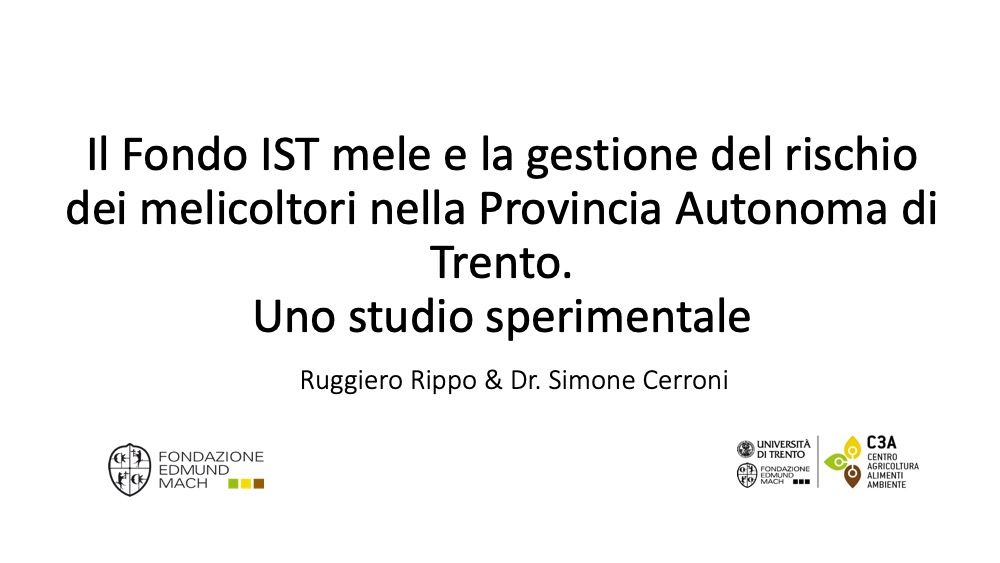 Il Fondo IST mele e la gestione del rischio
dei melicoltori nella Provincia Autonoma di
Trento.
Uno studio sperimentale
Ruggiero Rippo & Dr. Simone Cerroni
FONDAZIONE
EDMUND
MACH
UNIVERSITÀ
DI TRENTO
FONDAZIONE
EDMUND
MACH
C3A
CENTRO
AGRICOLTURA
ALIMENTI
AMBIENTE